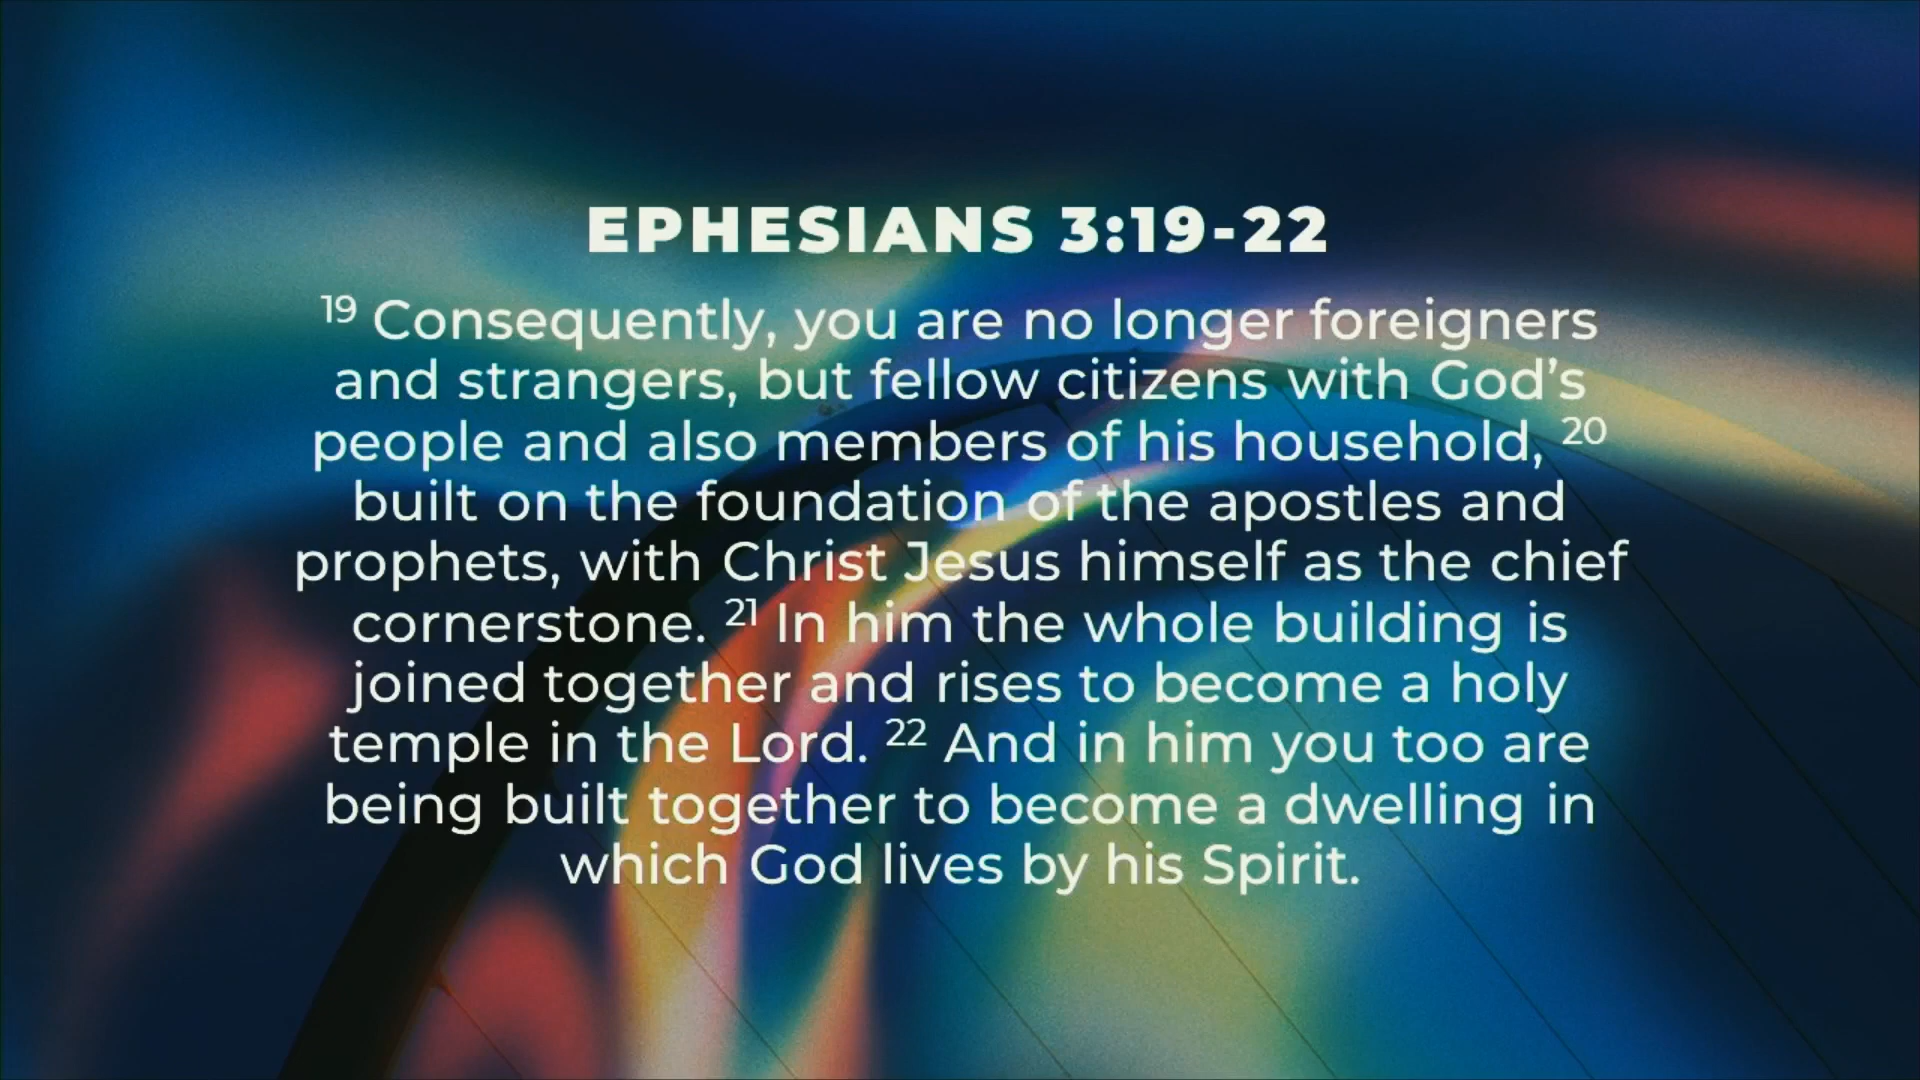 EPHESIANS 3:19-22
19 Consequently, you are no longer foreigners
and strangers, but fellow citizens with God’s
people and also members of his household, 20
built on the foundation of the apostles and
prophets, with Christ Jesus himself as the chief
cornerstone. 21 In him the whole building is
joined together and rises to become a holy
temple in the Lord. 22 And in him you too are
being built together to become a dwelling in
which God lives by his Spirit.